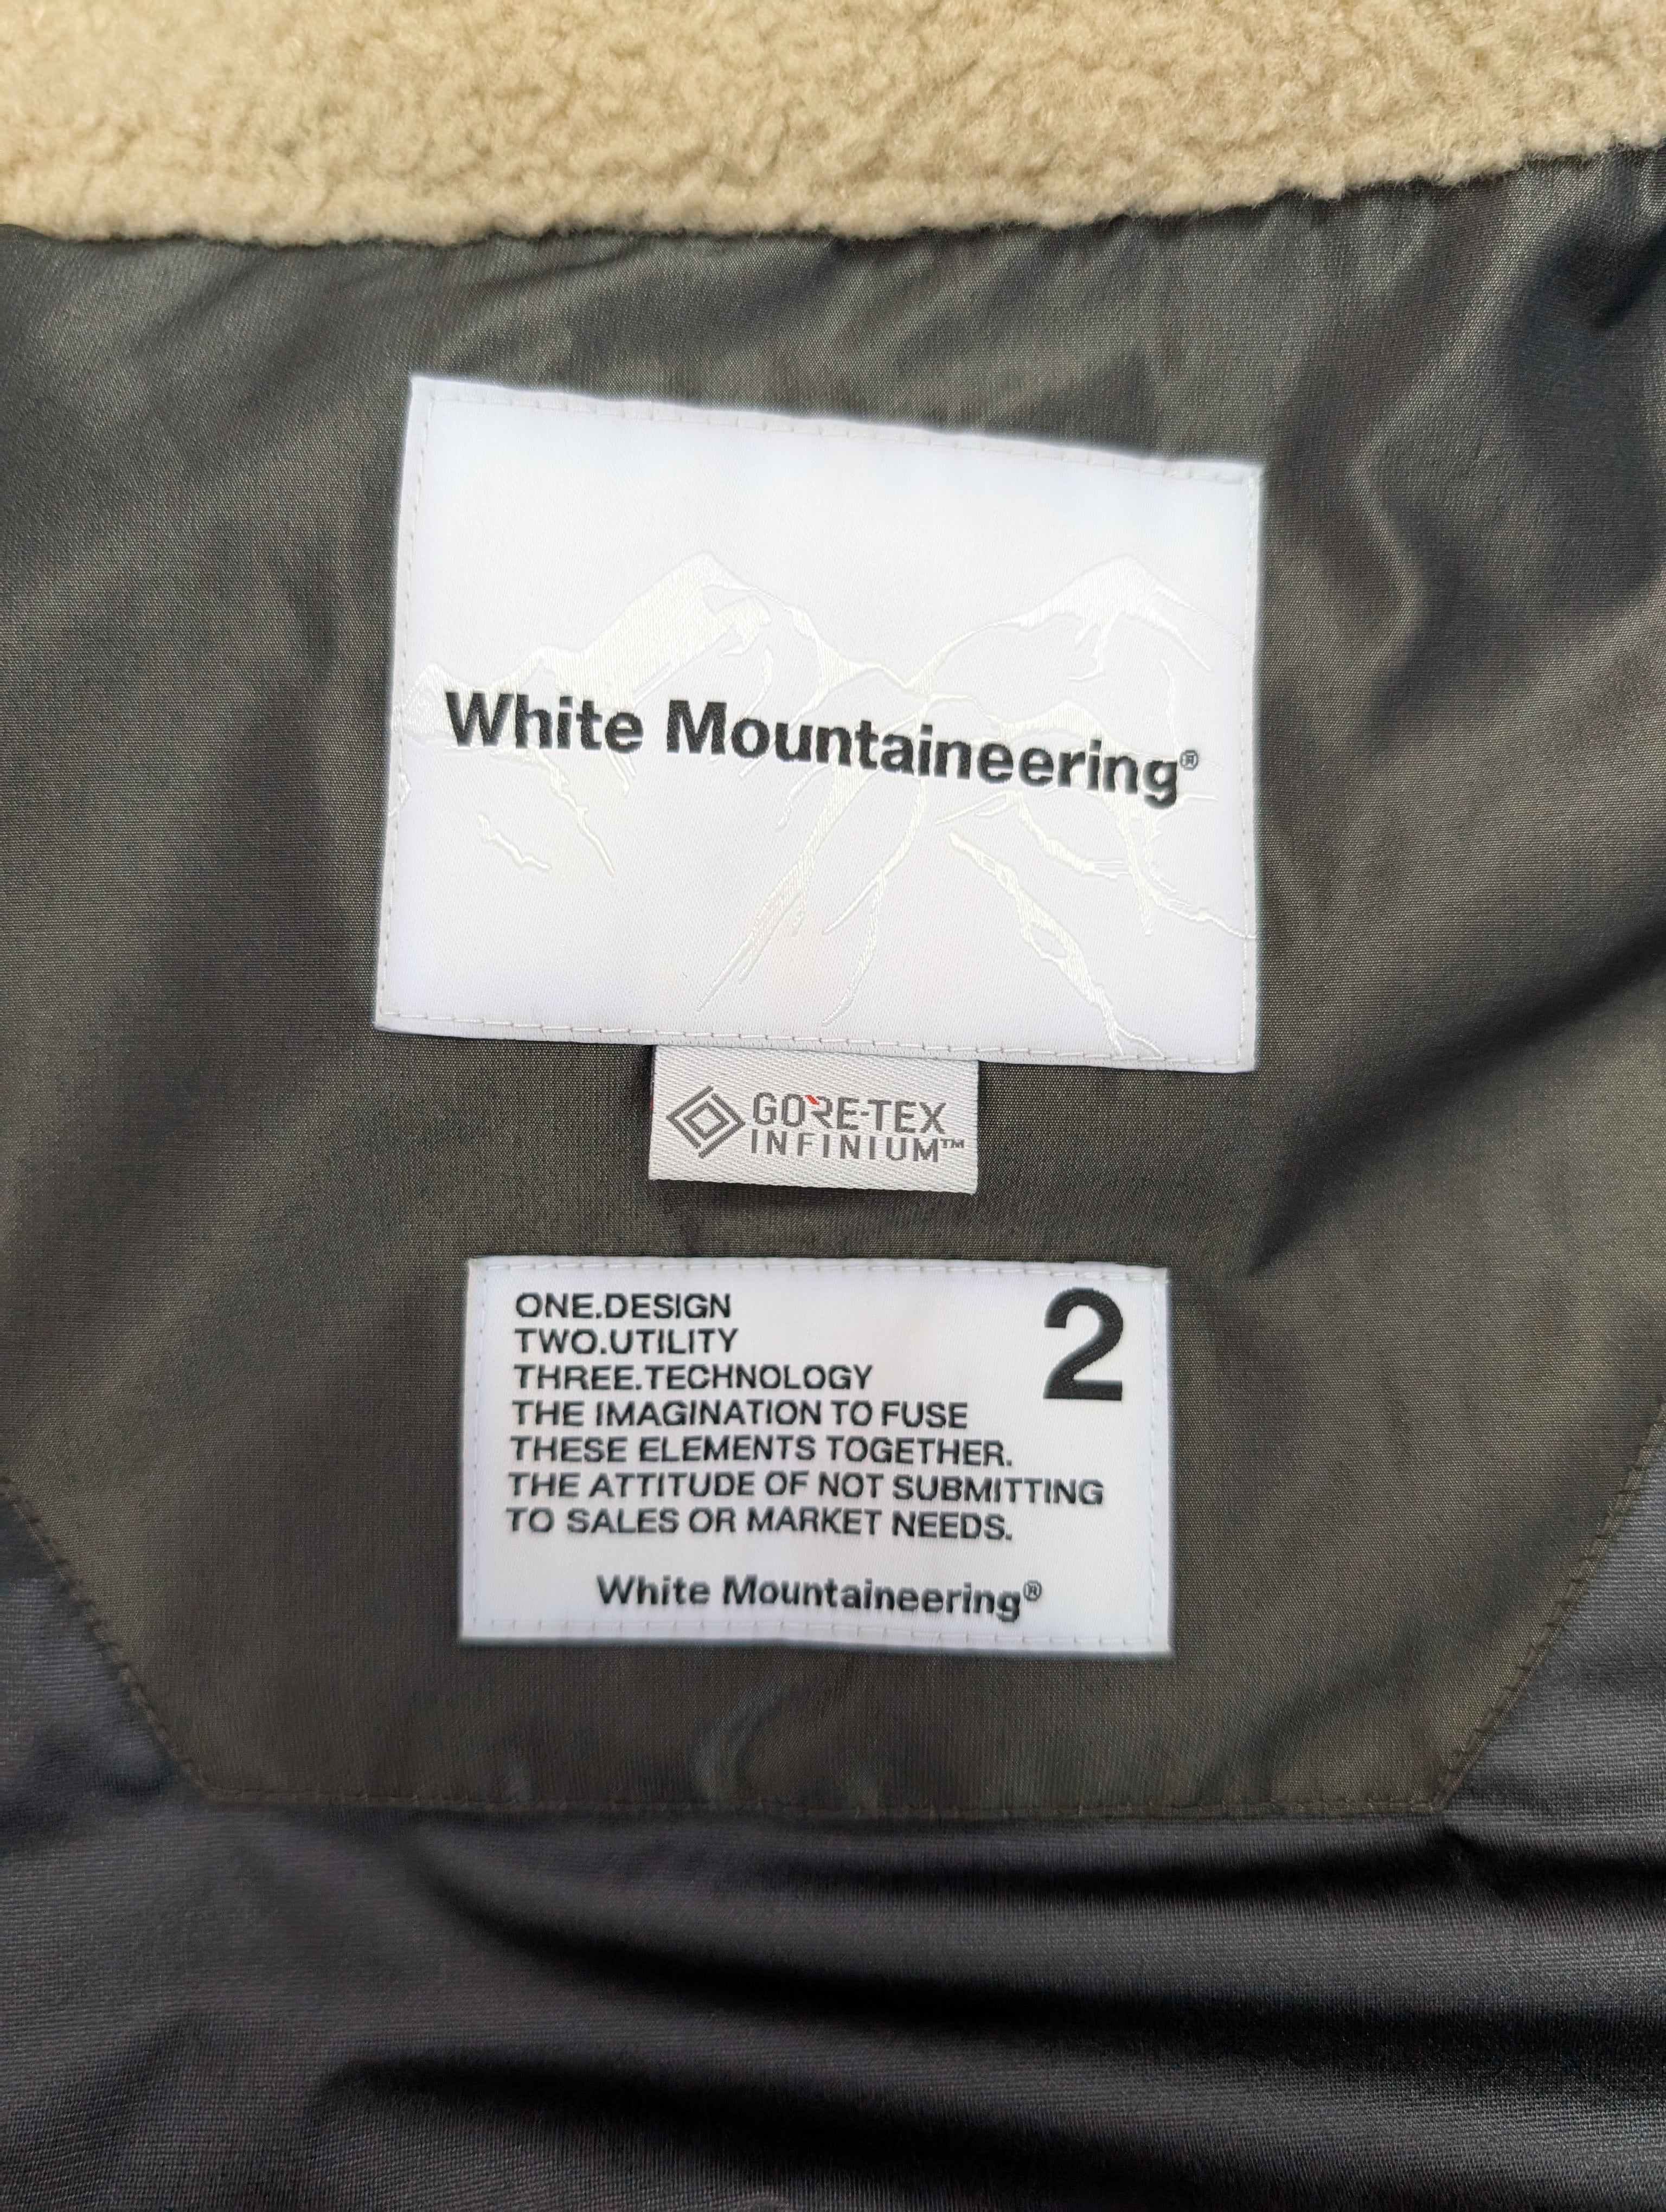 White Mountaineering®
GORE-TEX
INFINIUM™
ONE.DESIGN
TWO.UTILITY
THREE.TECHNOLOGY
THE IMAGINATION TO FUSE
THESE ELEMENTS TOGETHER.
THE ATTITUDE OF NOT SUBMITTING
TO SALES OR MARKET NEEDS.
2
White Mountaineering®